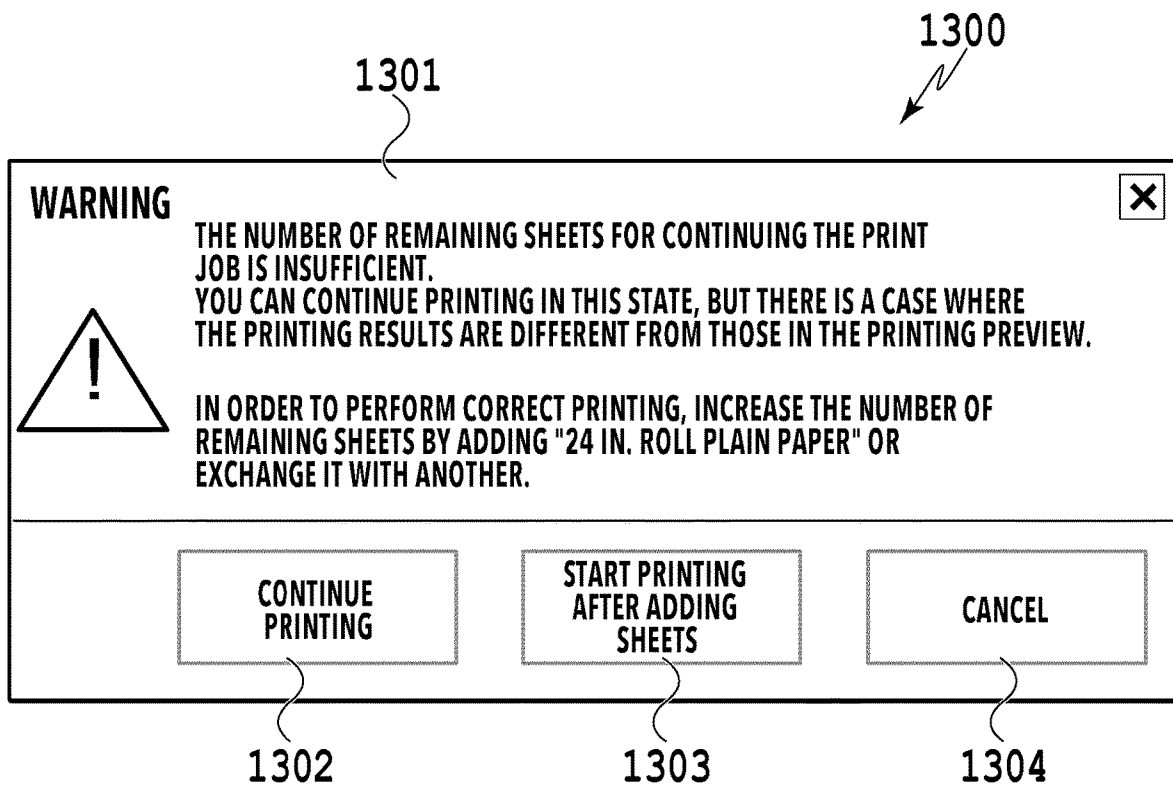 1300
1301
WARNING
THE NUMBER OF REMAINING SHEETS FOR CONTINUING THE PRINT
JOB IS INSUFFICIENT.
YOU CAN CONTINUE PRINTING IN THIS STATE, BUT THERE IS A CASE WHERE
THE PRINTING RESULTS ARE DIFFERENT FROM THOSE IN THE PRINTING PREVIEW.
!
IN ORDER TO PERFORM CORRECT PRINTING, INCREASE THE NUMBER OF
REMAINING SHEETS BY ADDING "24 IN. ROLL PLAIN PAPER" OR
EXCHANGE IT WITH ANOTHER.
CONTINUE
PRINTING
START PRINTING
AFTER ADDING
SHEETS
CANCEL
1302
1303
1304